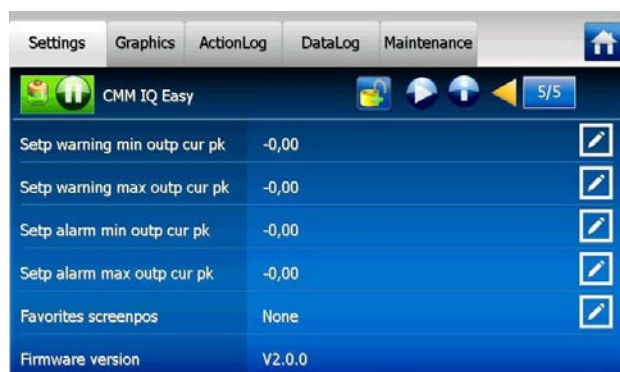 Settings Graphics ActionLog DataLog Maintenance
CMM IQ Easy 5/5
Setp warning min outp cur pk -0,00
Setp warning max outp cur pk -0,00
Setp alarm min outp cur pk -0,00
Setp alarm max outp cur pk -0,00
Favorites screenpos None
Firmware version V2.0.0